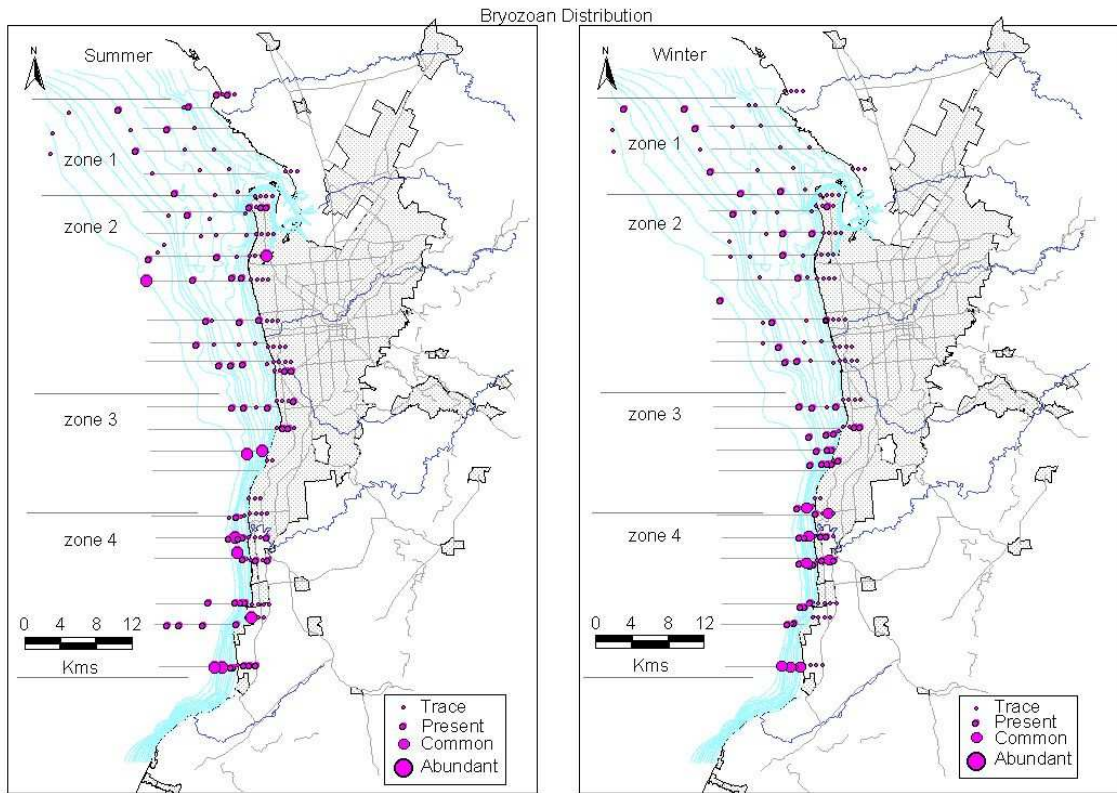 Bryozoan Distribution
N
Summer
zone 1
zone 2
zone 3
zone 4
0 4 8 12
Kms
Trace
Present
Common
Abundant
N
Winter
zone 1
zone 2
zone 3
zone 4
0 4 8 12
Kms
Trace
Present
Common
Abundant